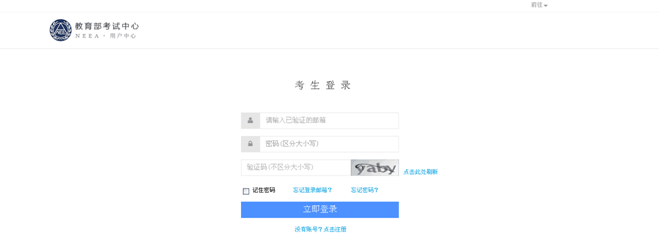 前往
教育部考试中心
NEEA · 用户中心
考生登录
请输入已验证的邮箱
密码(区分大小写)
验证码(不区分大小写)
yaby
点击此处刷新
记住密码 忘记登录邮箱? 忘记密码?
立即登录
没有账号?点击注册